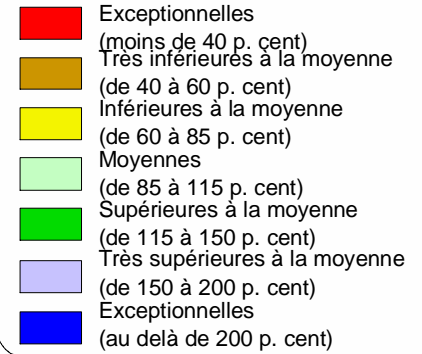 Exceptionnelles
(moins de 40 p. cent)
Très inférieures à la moyenne
(de 40 à 60 p. cent)
Inférieures à la moyenne
(de 60 à 85 p. cent)
Moyennes
(de 85 à 115 p. cent)
Supérieures à la moyenne
(de 115 à 150 p. cent)
Très supérieures à la moyenne
(de 150 à 200 p. cent)
Exceptionnelles
(au delà de 200 p. cent)